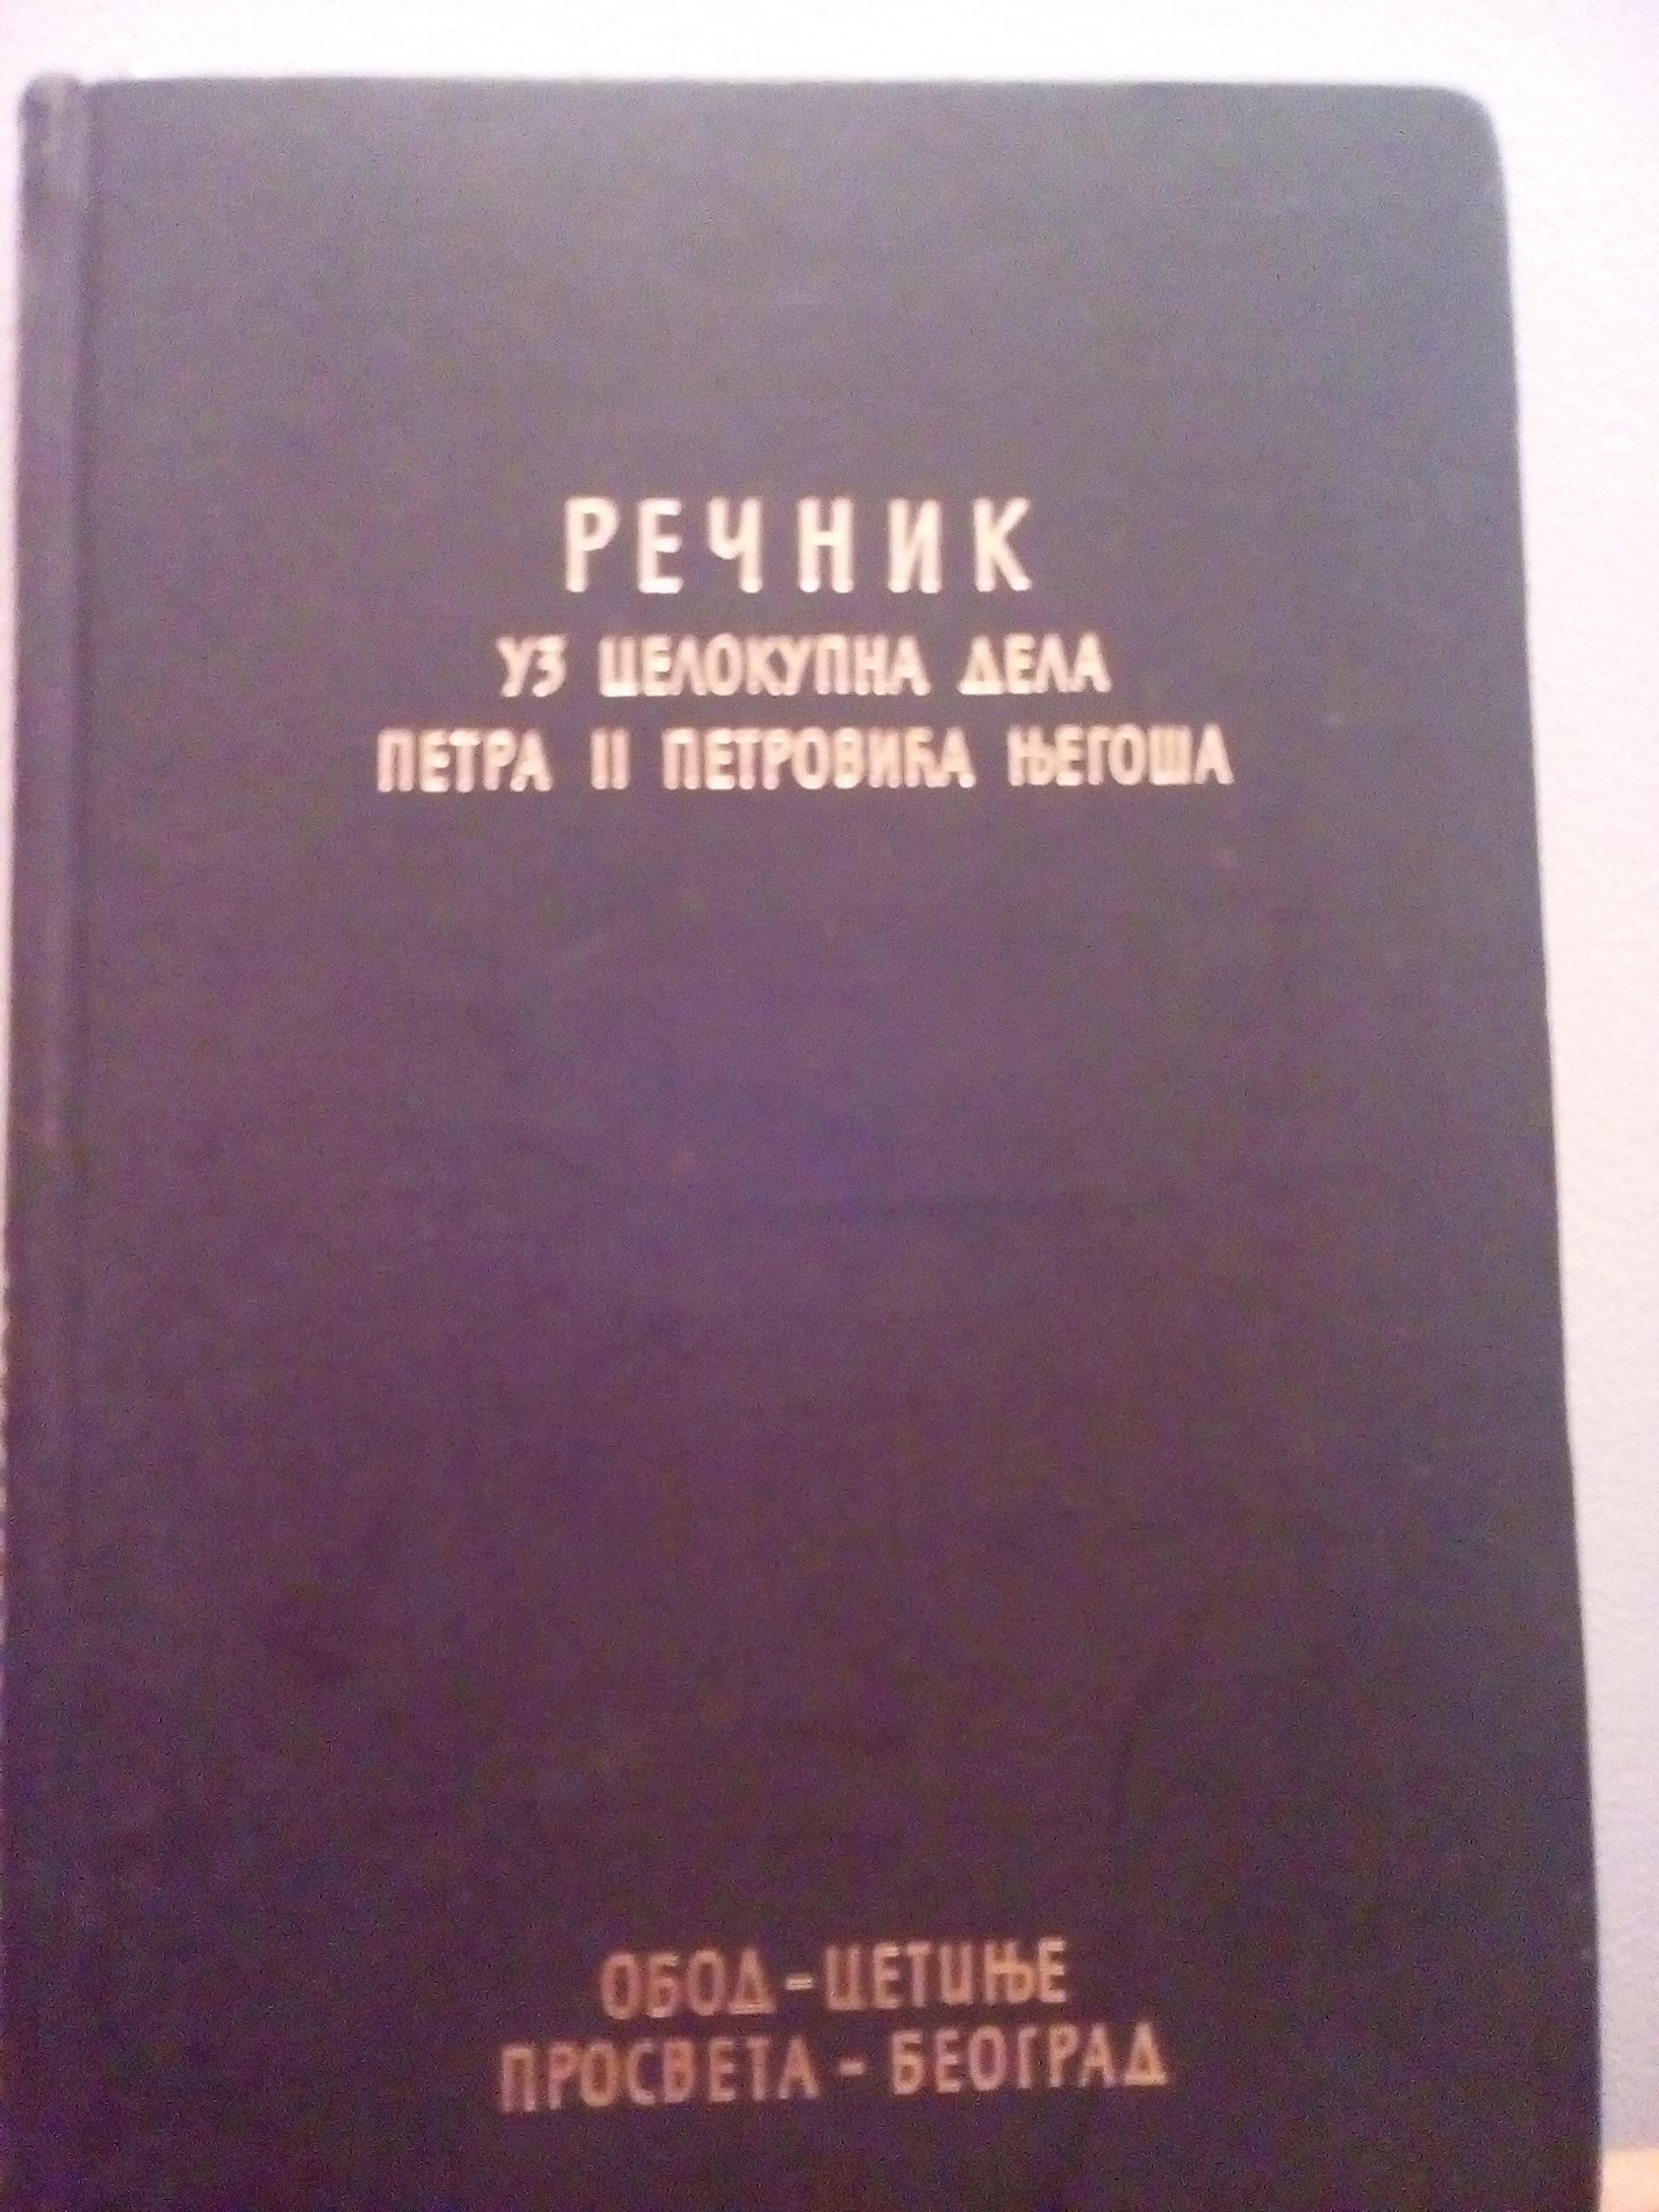 РЕЧНИК
УЗ ЦЕЛОКУПНА ДЕЛА
ПЕТРА II ПЕТРОВИЋА ЊЕГОША
ОБОД - ЦЕТИЊЕ
ПРОСВЕТА - БЕОГРАД